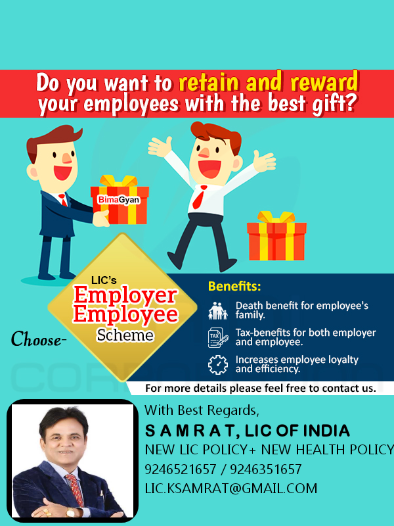 Do you want to retain and reward
your employees with the best gift?
BimaGyan
LIC's
Employer
Employee
Scheme
Choose-
Benefits:
Death benefit for employee's
family.
TAX
Tax-benefits for both employer
and employee.
Increases employee loyalty
and efficiency.
For more details please feel free to contact us.
With Best Regards,
S A M R A T, LIC OF INDIA
NEW LIC POLICY+ NEW HEALTH POLICY
9246521657 / 9246351657
LIC.KSAMRAT@GMAIL.COM